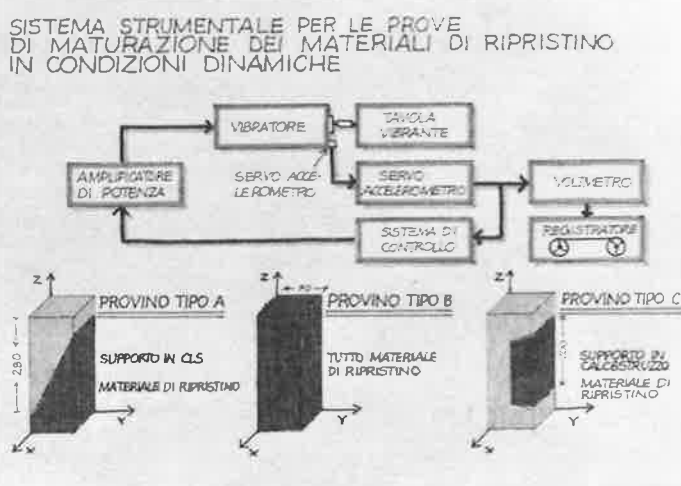 SISTEMA STRUMENTALE PER LE PROVE
DI MATURAZIONE DEI MATERIALI DI RIPRISTINO
IN CONDIZIONI DINAMICHE
VIBRATORE
TAVOLA
VIBRANTE
AMPLIFICATORE
DI POTENZA
SERVO ACCE-
LEROMETRO
SERVO
ACCELEROMETRO
VOLTMETRO
SISTEMA DI
CONTROLLO
REGISTRATORE
Z
PROVINO TIPO A
280
SUPPORTO IN CLS
MATERIALE DI RIPRISTINO
X
Y
Z
PROVINO TIPO B
TUTTO MATERIALE
DI RIPRISTINO
X
Y
Z
PROVINO TIPO C
SUPPORTO IN
CALCESTRUZZO
MATERIALE DI
RIPRISTINO
X
Y